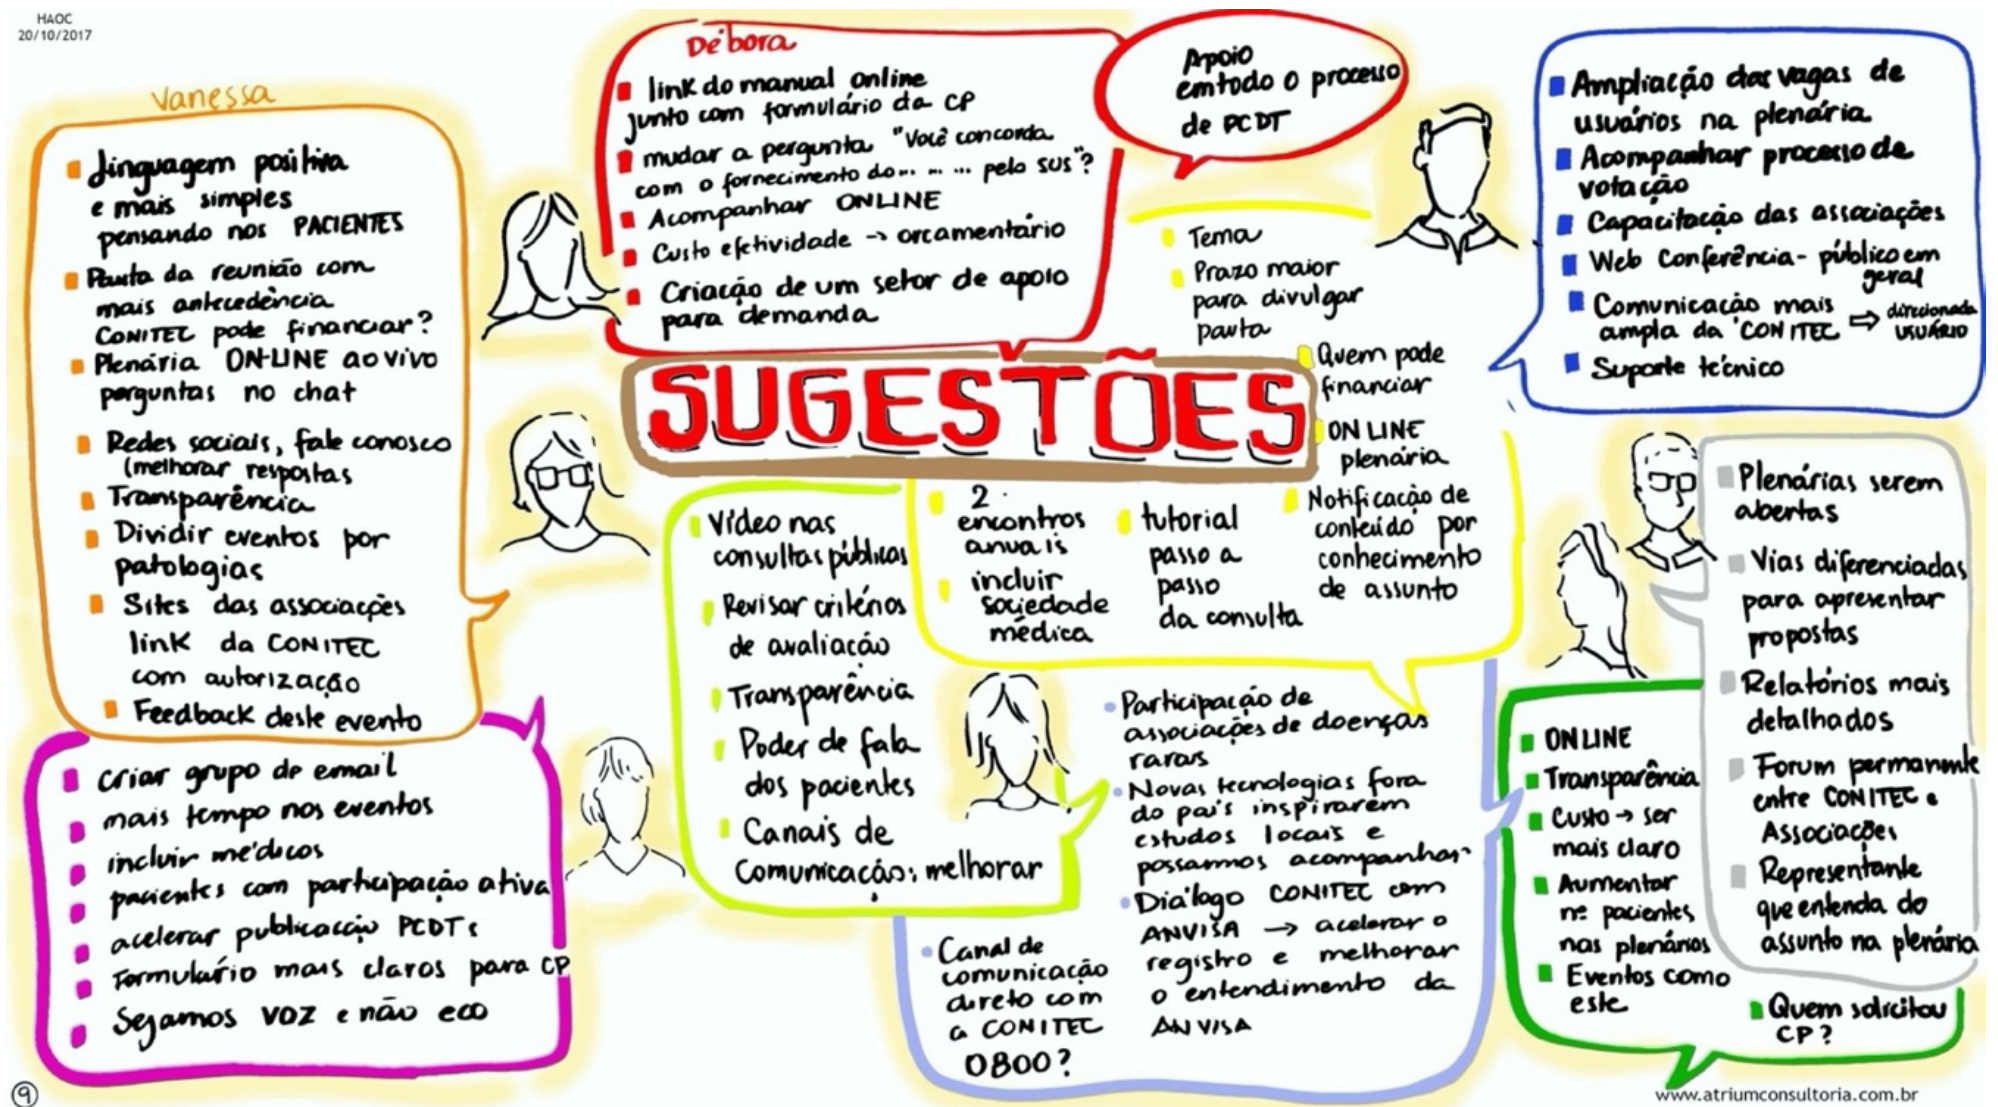 HAOC
20/10/2017
Vanessa
Linguagem positiva
e mais simples
pensando nos PACIENTES
Pauta da reunião com
mais antecedência
CONITEC pode financiar?
Plenária ON-LINE ao vivo
perguntas no chat
Redes sociais, fale conosco
(melhorar respostas
Transparência
Dividir eventos por
patologias
Sites das associações
link da CONITEC
com autorização
Feedback deste evento
Débora
link do manual online
junto com formulário da CP
mudar a pergunta "Você concorda
com o fornecimento do... ... ... pelo SUS"?
Acompanhar ONLINE
Custo efetividade → orçamentário
Criação de um setor de apoio
para demanda
Apoio
em todo o processo
de PCDT
Ampliação das vagas de
usuários na plenária
Acompanhar processo de
votação
Capacitação das associações
Web Conferência - público em
geral
Comunicação mais
ampla da CONITEC ⇨ direcionada
USUÁRIO
Suporte técnico
SUGESTÕES
Tema
Prazo maior
para divulgar
pauta
Quem pode
financiar
ON LINE
plenária
Notificação de
conteúdo por
conhecimento
de assunto
2
encontros
anuais
incluir
sociedade
médica
tutorial
passo a
passo
da consulta
Vídeo nas
consultas públicas
Revisar critérios
de avaliação
Transparência
Poder de fala
dos pacientes
Canais de
Comunicação: melhorar
Plenárias serem
abertas
Vias diferenciadas
para apresentar
propostas
Relatórios mais
detalhados
Forum permanente
entre CONITEC e
Associações
Representante
que entenda do
assunto na plenária
criar grupo de email
mais tempo nos eventos
incluir médicos
pacientes com participação ativa
acelerar publicação PCDTs
Formulário mais claros para CP
Sejamos VOZ e não eco
Participação de
associações de doenças
raras
Novas tecnologias fora
do país inspirarem
estudos locais e
possamos acompanhar
Diálogo CONITEC com
ANVISA → acelerar o
registro e melhorar
o entendimento da
ANVISA
Canal de
comunicação
direto com
a CONITEC
0800?
ONLINE
Transparência
Custo → ser
mais claro
Aumentar
nº pacientes
nas plenárias
Eventos como
este
Quem solicitou
CP?
9
www.atriumconsultoria.com.br